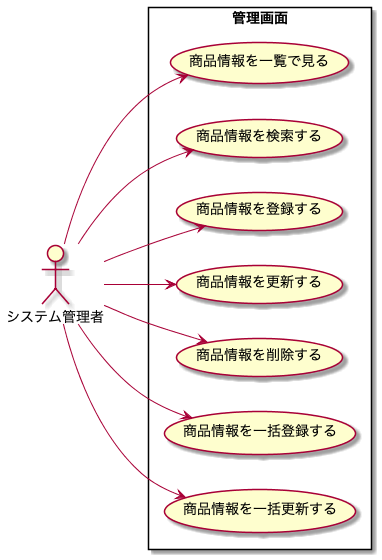 管理画面
商品情報を一覧で見る
商品情報を検索する
商品情報を登録する
商品情報を更新する
システム管理者
商品情報を削除する
商品情報を一括登録する
商品情報を一括更新する